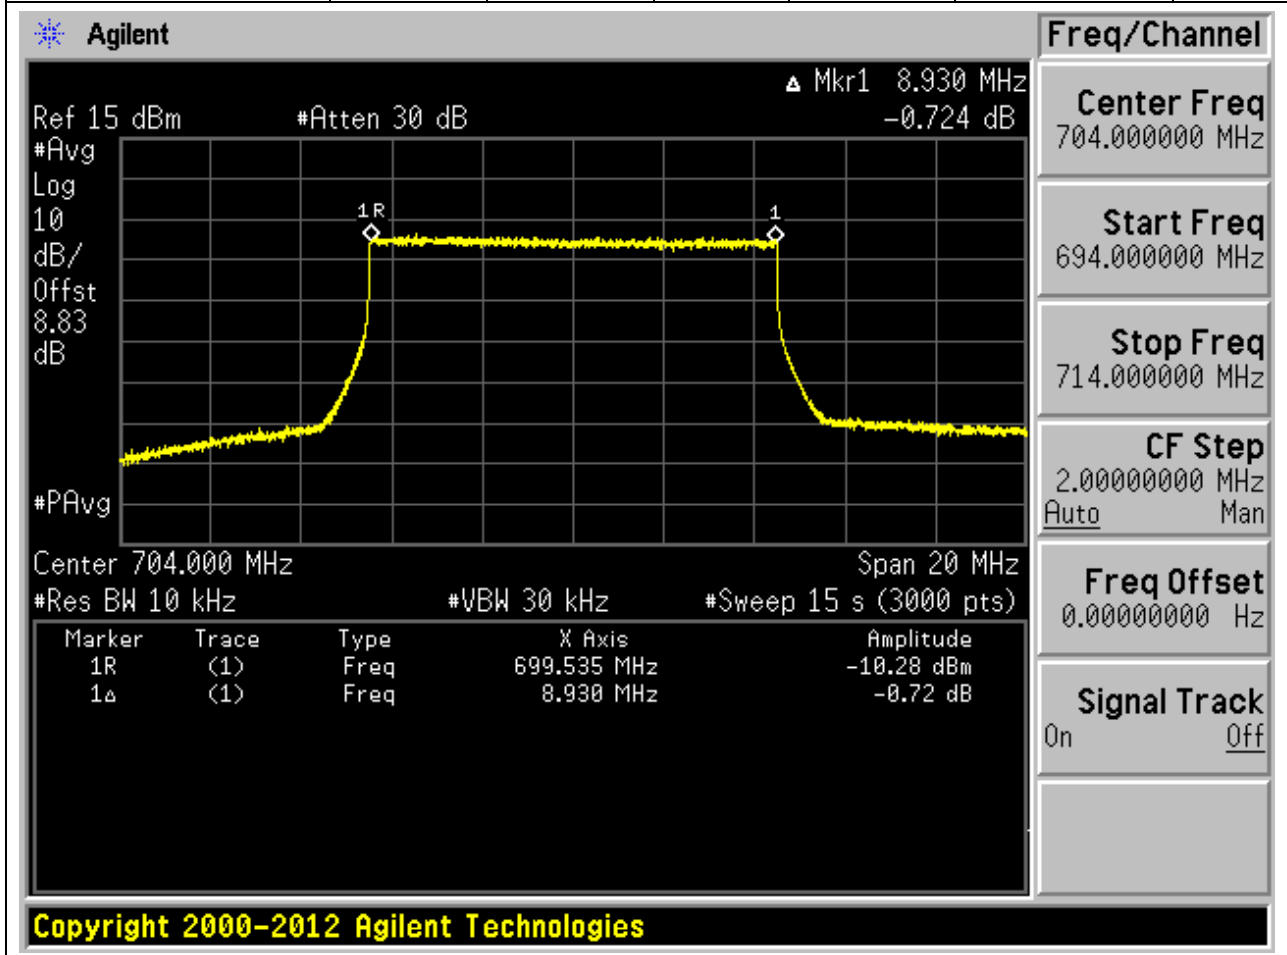 Agilent
Freq/Channel
Δ Mkr1 8.930 MHz
Ref 15 dBm #Atten 30 dB -0.724 dB
#Avg
Log
10
dB/
Offst
8.83
dB
1R
1
#PAvg
Center 704.000 MHz Span 20 MHz
#Res BW 10 kHz #VBW 30 kHz #Sweep 15 s (3000 pts)
Marker Trace Type X Axis Amplitude
1R (1) Freq 699.535 MHz -10.28 dBm
1Δ (1) Freq 8.930 MHz -0.72 dB
Center Freq
704.000000 MHz
Start Freq
694.000000 MHz
Stop Freq
714.000000 MHz
CF Step
2.00000000 MHz
Auto Man
Freq Offset
0.00000000 Hz
Signal Track
On Off
Copyright 2000-2012 Agilent Technologies